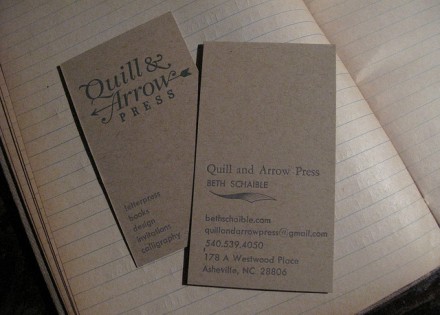 Quill &
Arrow
PRESS
letterpress
books
design
invitations
calligraphy
Quill and Arrow Press
BETH SCHAIBLE
bethschaible.com
quillandarrowpress@gmail.com
540.539.4050
178 A Westwood Place
Asheville, NC 28806